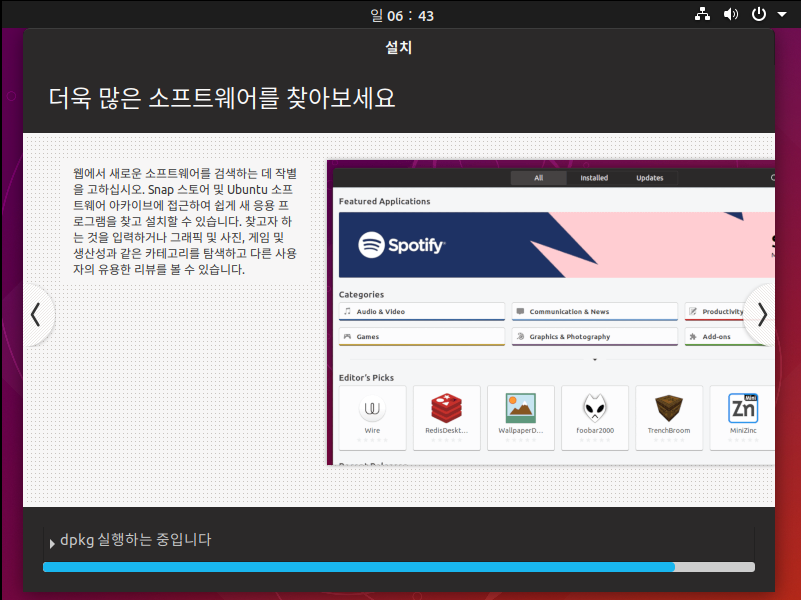 일 06 : 43
설치
더욱 많은 소프트웨어를 찾아보세요
웹에서 새로운 소프트웨어를 검색하는 데 작별
을 고하십시오. Snap 스토어 및 Ubuntu 소프
트웨어 아카이브에 접근하여 쉽게 새 응용 프
로그램을 찾고 설치할 수 있습니다. 찾고자 하
는 것을 입력하거나 그래픽 및 사진, 게임 및
생산성과 같은 카테고리를 탐색하고 다른 사용
자의 유용한 리뷰를 볼 수 있습니다.
All Installed Updates
Featured Applications
Spotify
Categories
Audio & Video Communication & News Productivity
Games Graphics & Photography Add-ons
Editor's Picks
Zn Mini
Wire RedisDeskt... WallpaperD... foobar2000 TrenchBroom MiniZinc
dpkg 실행하는 중입니다